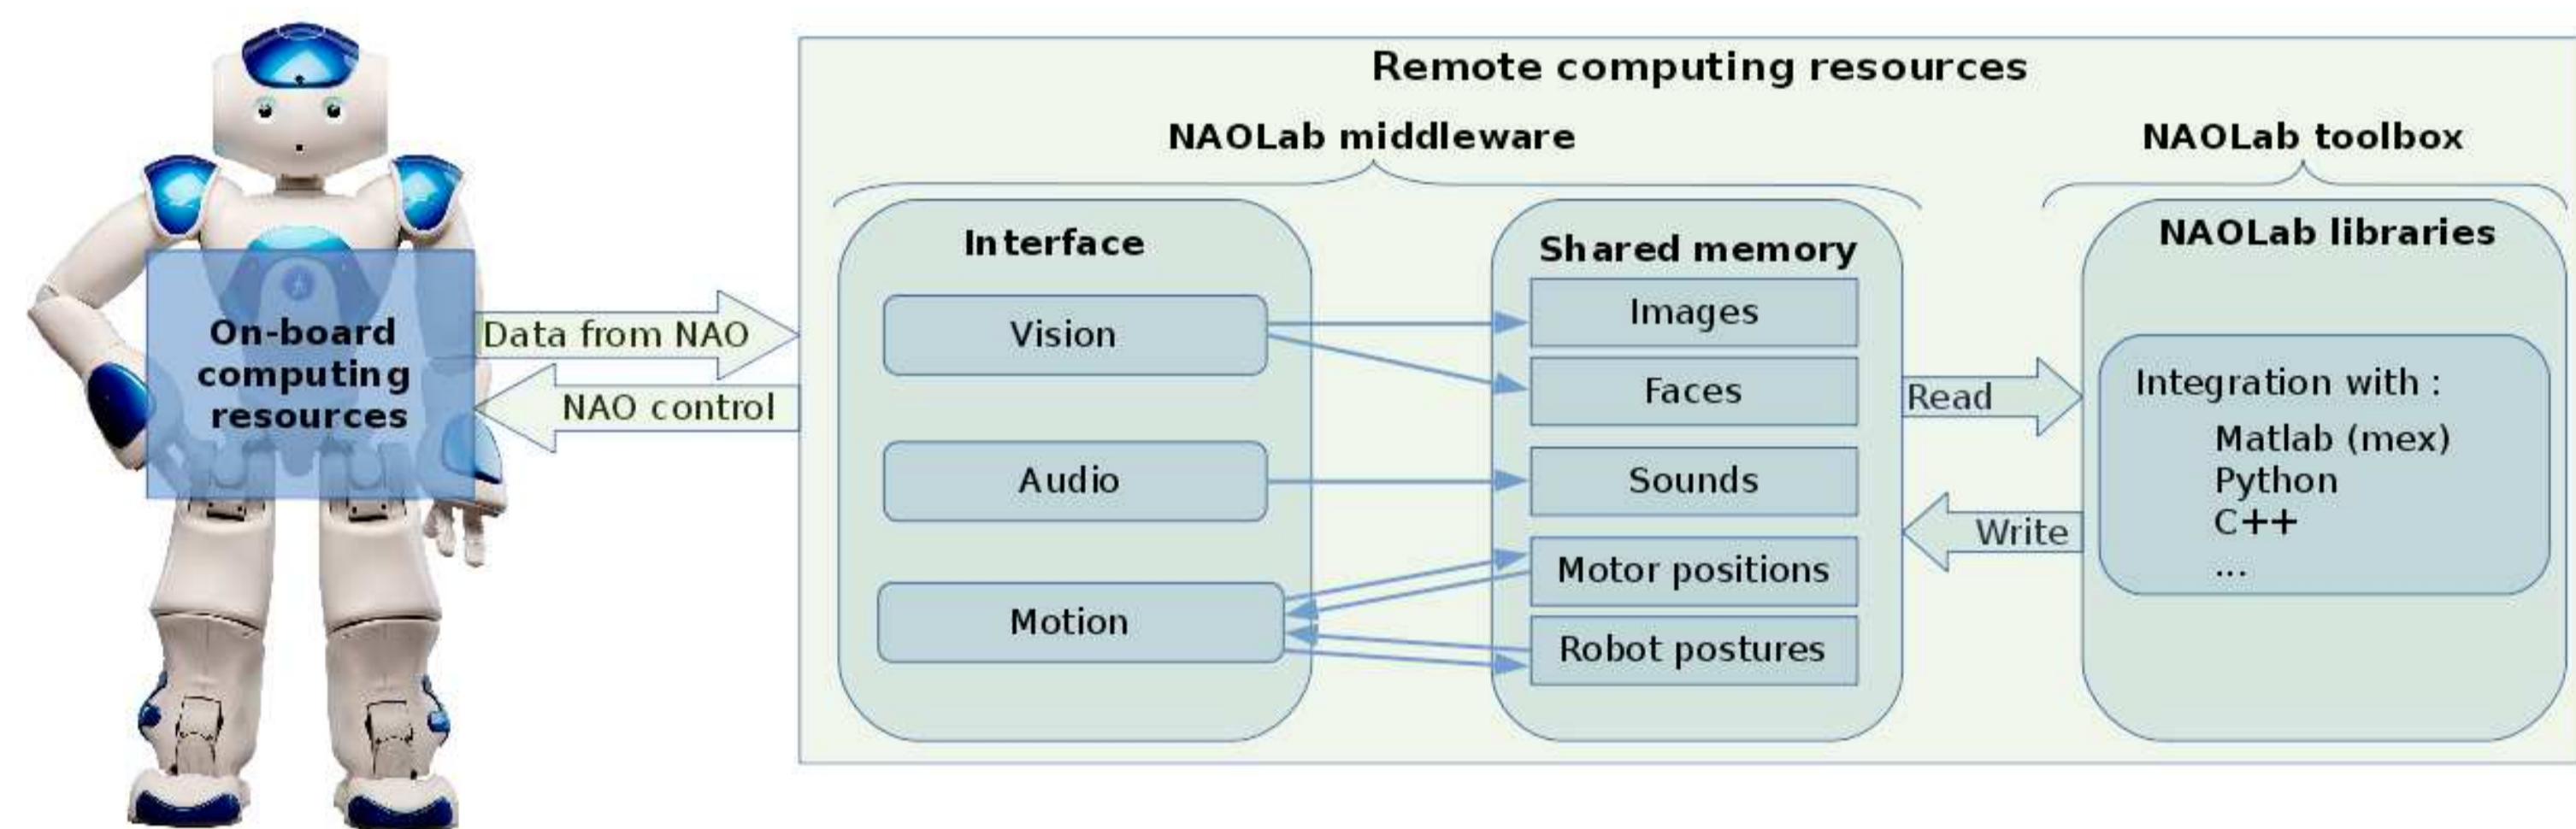 On-board
computing
resources
Data from NAO
NAO control
Remote computing resources
NAOLab middleware
NAOLab toolbox
Interface
Vision
Audio
Motion
Shared memory
Images
Faces
Sounds
Motor positions
Robot postures
Read
Write
NAOLab libraries
Integration with :
Matlab (mex)
Python
C++
...